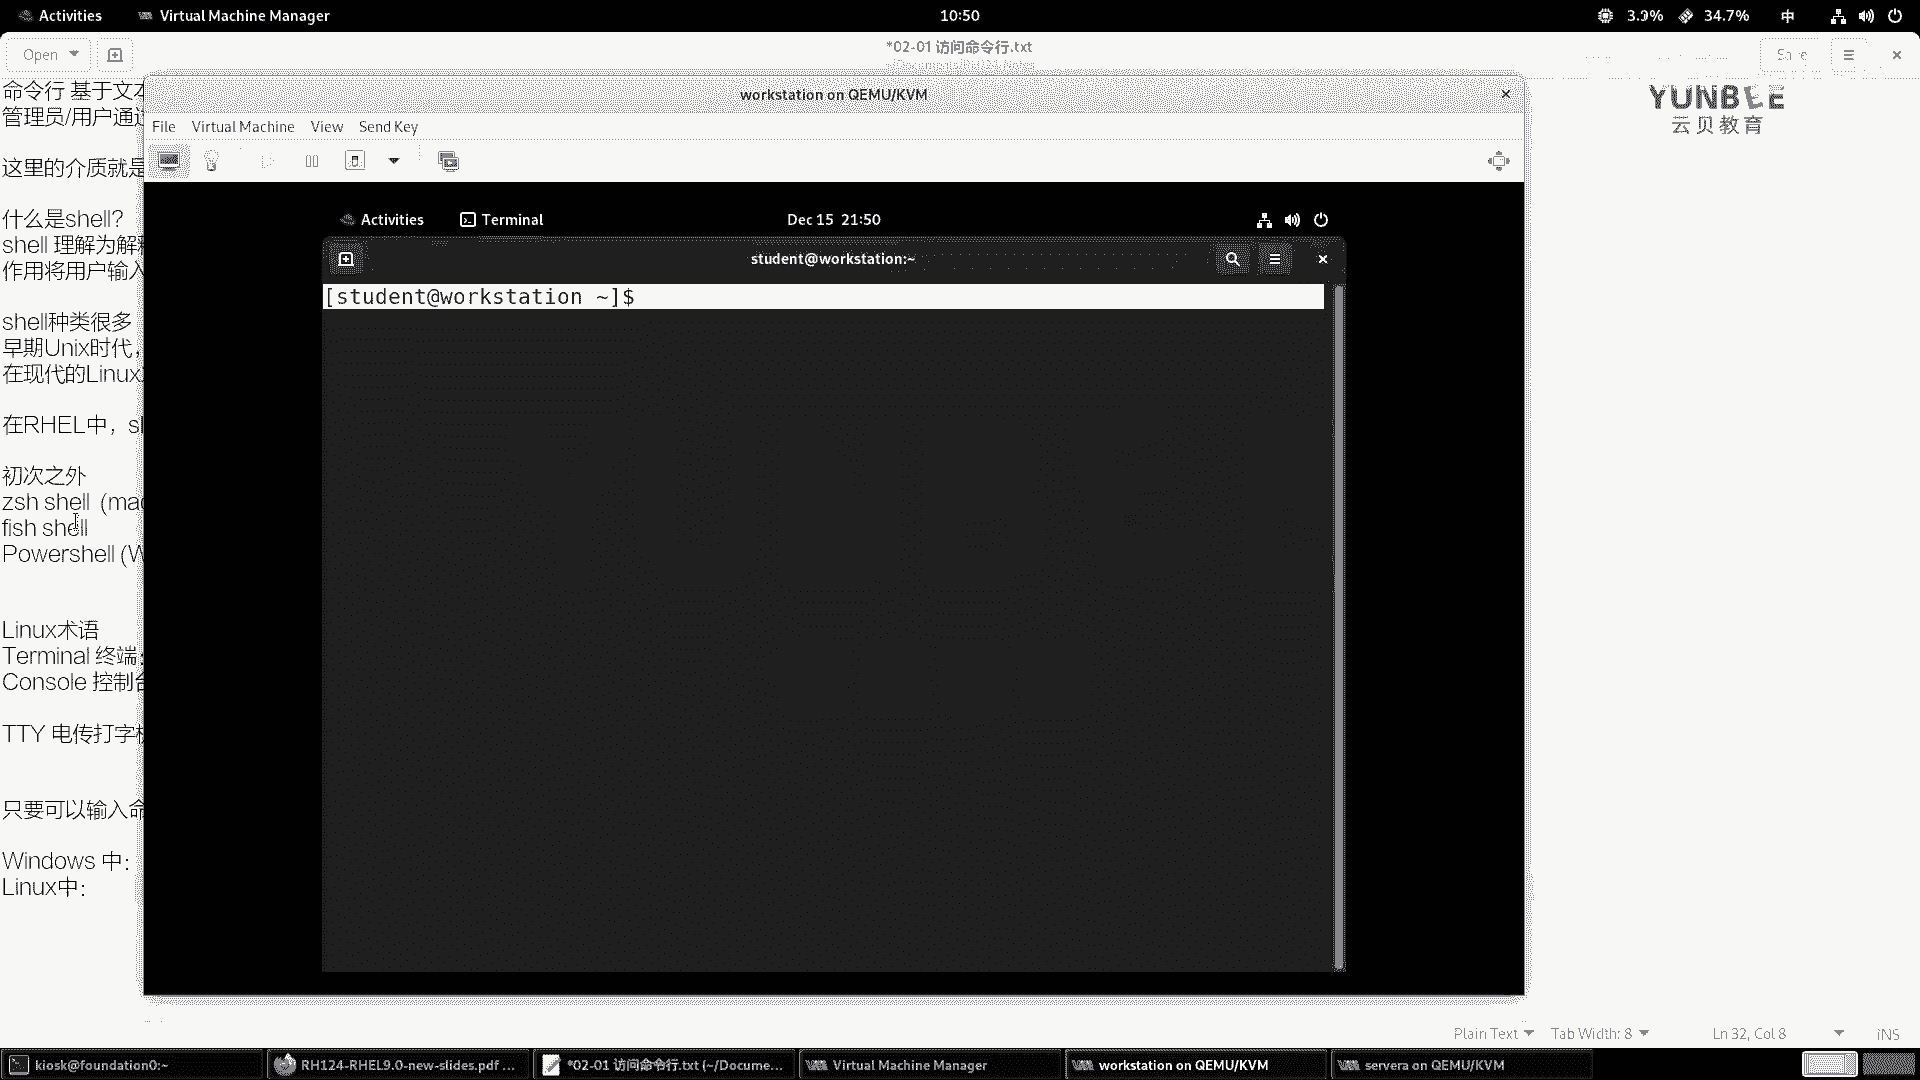 Activities
Virtual Machine Manager
10:50
34.7%
中
Open
*02-01 访问命令行.txt
命令行 基于文本
管理员/用户通过
这里的介质就是
什么是shell?
shell 理解为解释
作用将用户输入
shell种类很多
早期Unix时代,
在现代的Linux
在RHEL中，sh
初次之外
zsh shell (mac
fish shell
Powershell (W
Linux术语
Terminal 终端:
Console 控制台
TTY 电传打字机
只要可以输入命
Windows 中:
Linux中:
workstation on QEMU/KVM
File Virtual Machine View Send Key
Activities
Terminal
Dec 15 21:50
student@workstation:~
[student@workstation ~]$
YUNBEE
云贝教育
Plain Text
Tab Width: 8
Ln 32, Col 8
INS
kiosk@foundation0:~
RH124-RHEL9.0-new-slides.pdf ...
*02-01 访问命令行.txt (~/Docume...
Virtual Machine Manager
workstation on QEMU/KVM
servera on QEMU/KVM